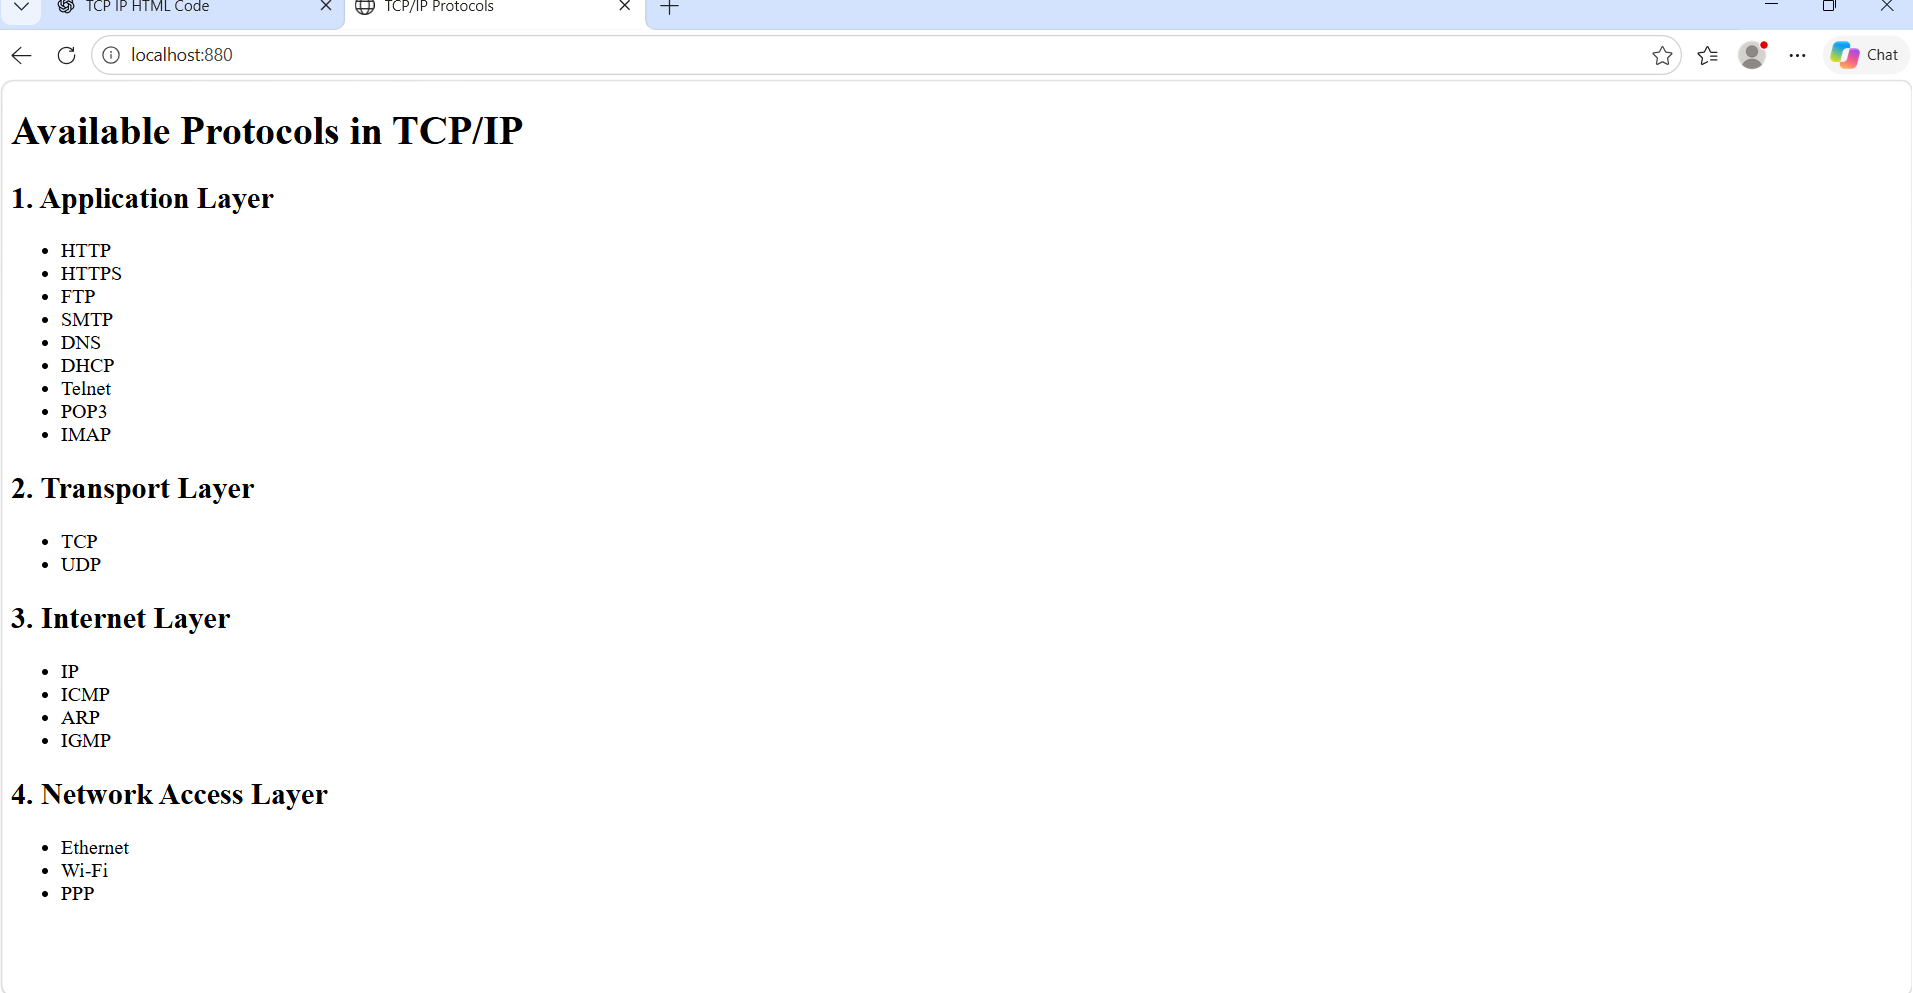 TCP IP HTML Code
TCP/IP Protocols
localhost:880
Chat
Available Protocols in TCP/IP
1. Application Layer
• HTTP
• HTTPS
• FTP
• SMTP
• DNS
• DHCP
• Telnet
• POP3
• IMAP
2. Transport Layer
• TCP
• UDP
3. Internet Layer
• IP
• ICMP
• ARP
• IGMP
4. Network Access Layer
• Ethernet
• Wi-Fi
• PPP